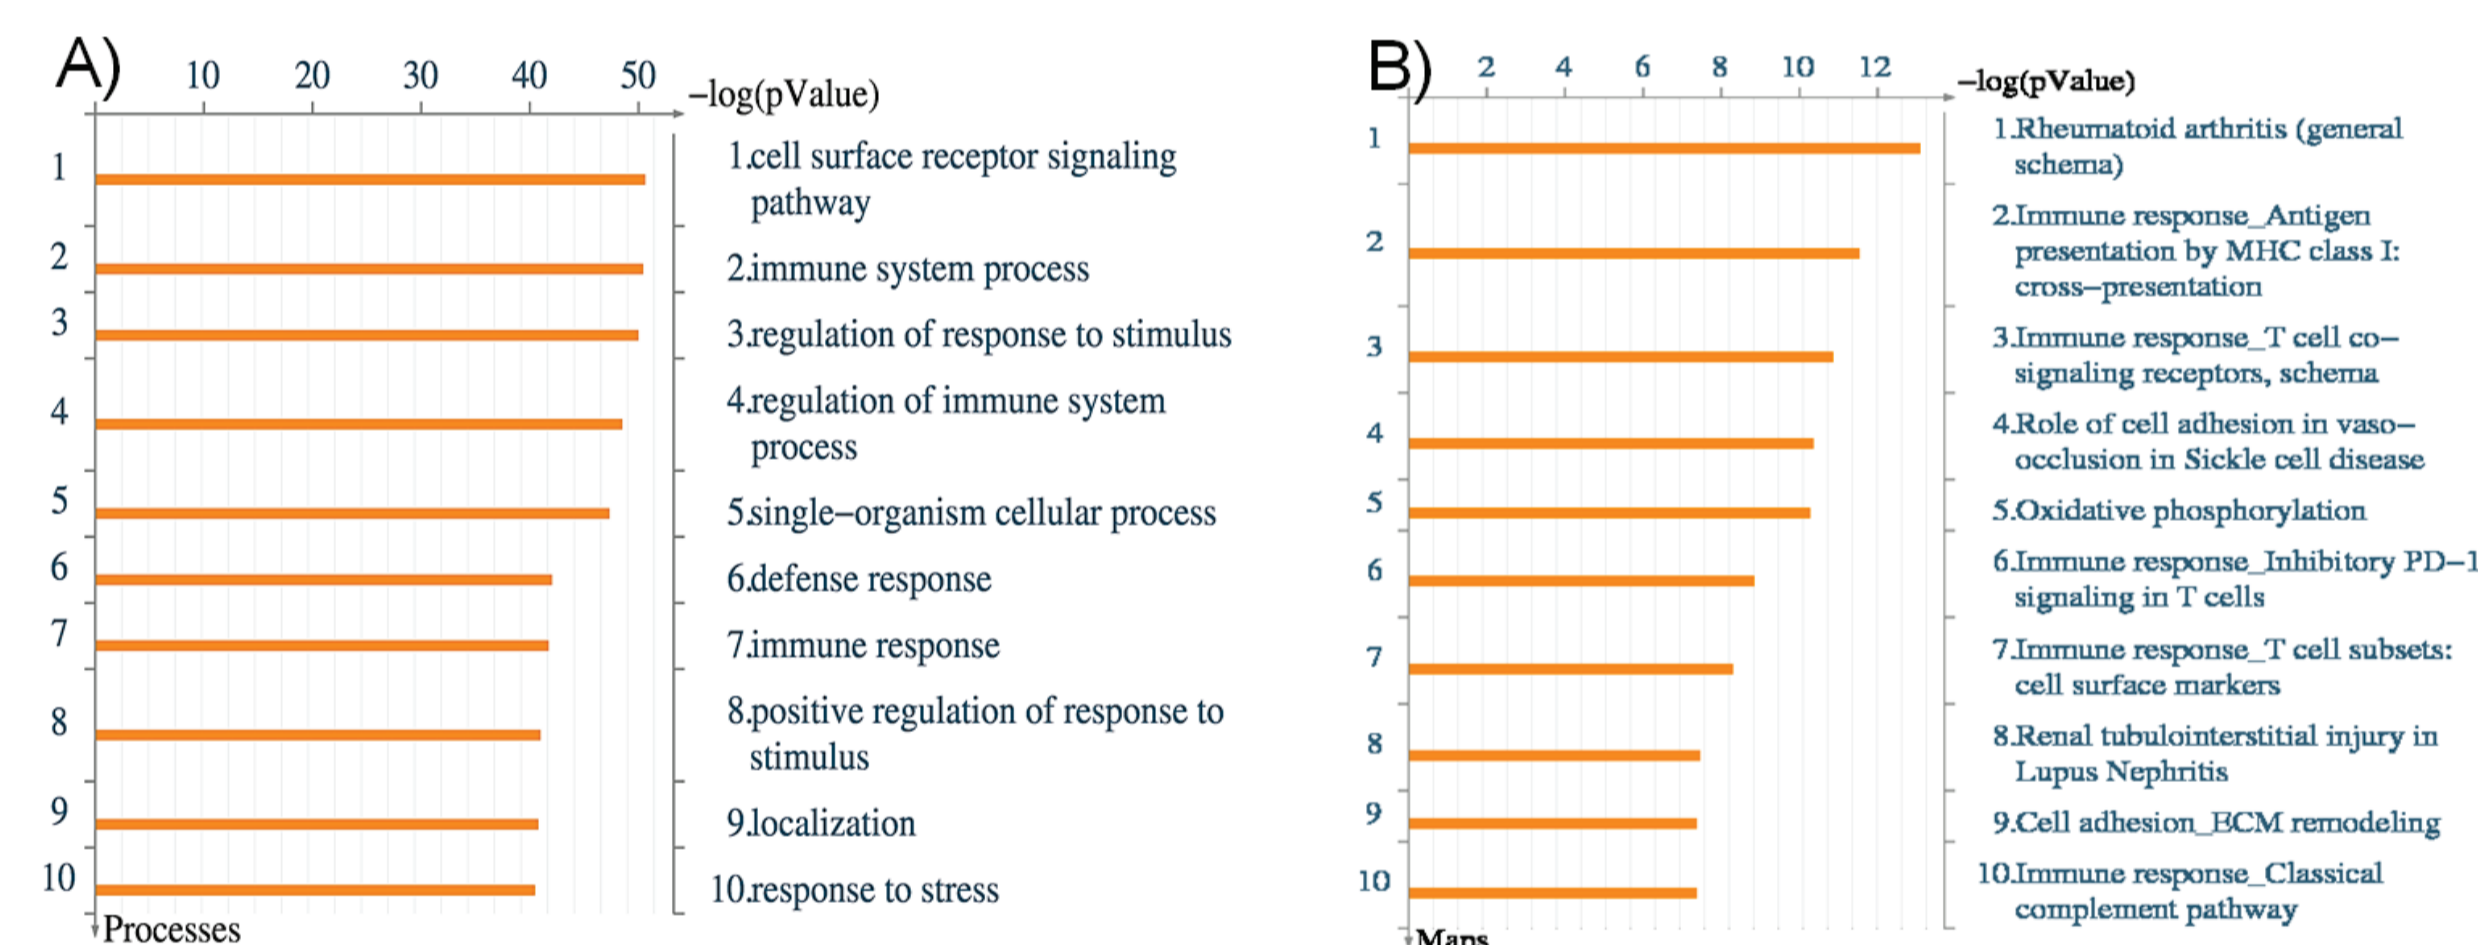 A)
10 20 30 40 50
–log(pValue)
1
2
3
4
5
6
7
8
9
10
Processes
1.cell surface receptor signaling
pathway
2.immune system process
3.regulation of response to stimulus
4.regulation of immune system
process
5.single–organism cellular process
6.defense response
7.immune response
8.positive regulation of response to
stimulus
9.localization
10.response to stress
B)
2 4 6 8 10 12
–log(pValue)
1
2
3
4
5
6
7
8
9
10
Maps
1.Rheumatoid arthritis (general
schema)
2.Immune response_Antigen
presentation by MHC class I:
cross–presentation
3.Immune response_T cell co–
signaling receptors, schema
4.Role of cell adhesion in vaso–
occlusion in Sickle cell disease
5.Oxidative phosphorylation
6.Immune response_Inhibitory PD–1
signaling in T cells
7.Immune response_T cell subsets:
cell surface markers
8.Renal tubulointerstitial injury in
Lupus Nephritis
9.Cell adhesion_ECM remodeling
10.Immune response_Classical
complement pathway